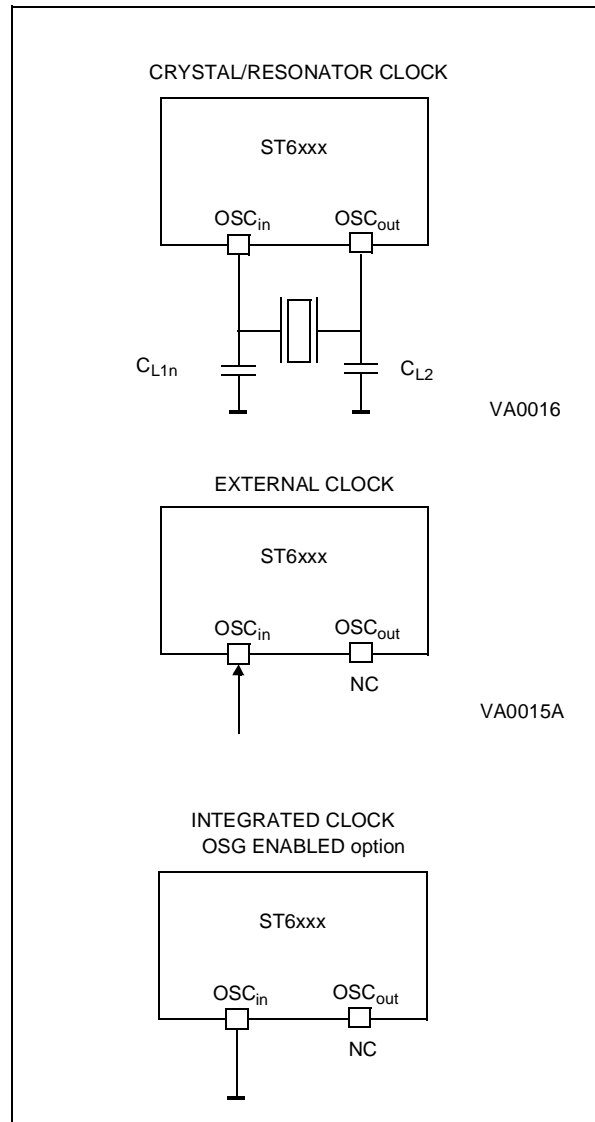 CRYSTAL/RESONATOR CLOCK
ST6xxx
OSCin OSCout
CL1n CL2
VA0016
EXTERNAL CLOCK
ST6xxx
OSCin OSCout
NC
VA0015A
INTEGRATED CLOCK
OSG ENABLED option
ST6xxx
OSCin OSCout
NC